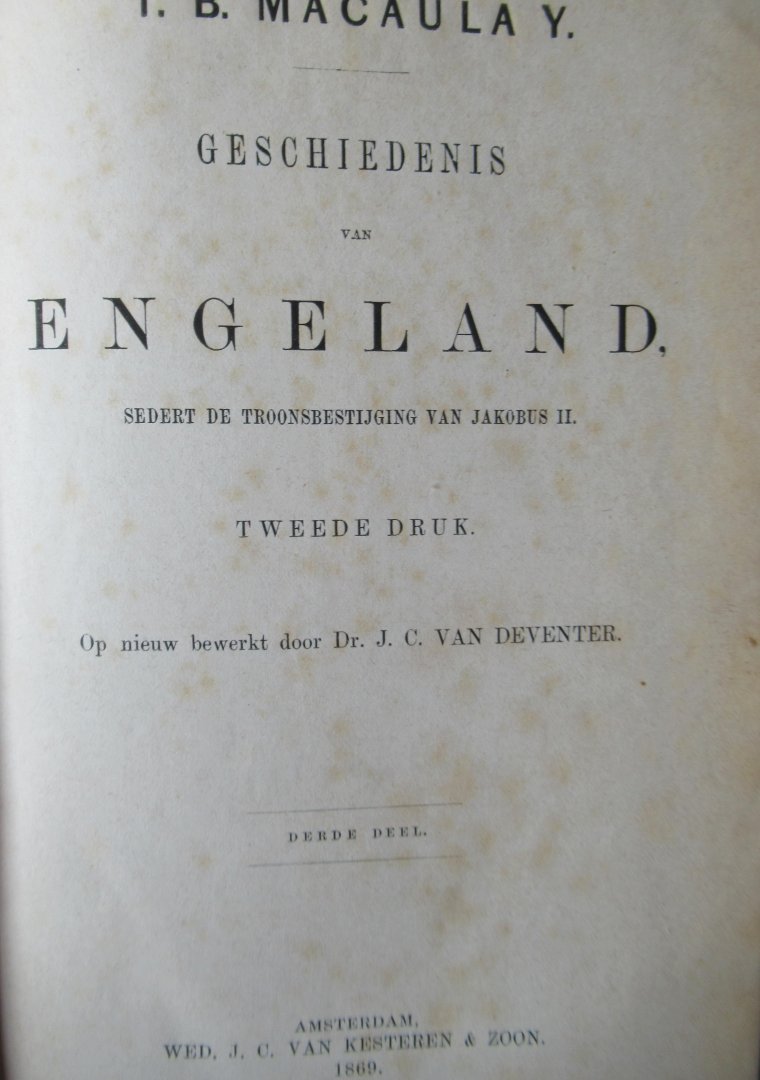 T. B. MACAULAY.
GESCHIEDENIS
VAN
ENGELAND,
SEDERT DE TROONSBESTIJGING VAN JAKOBUS II.
TWEEDE DRUK.
Op nieuw bewerkt door Dr. J. C. VAN DEVENTER.
DERDE DEEL.
AMSTERDAM,
WED. J. C. VAN KESTEREN & ZOON.
1869.